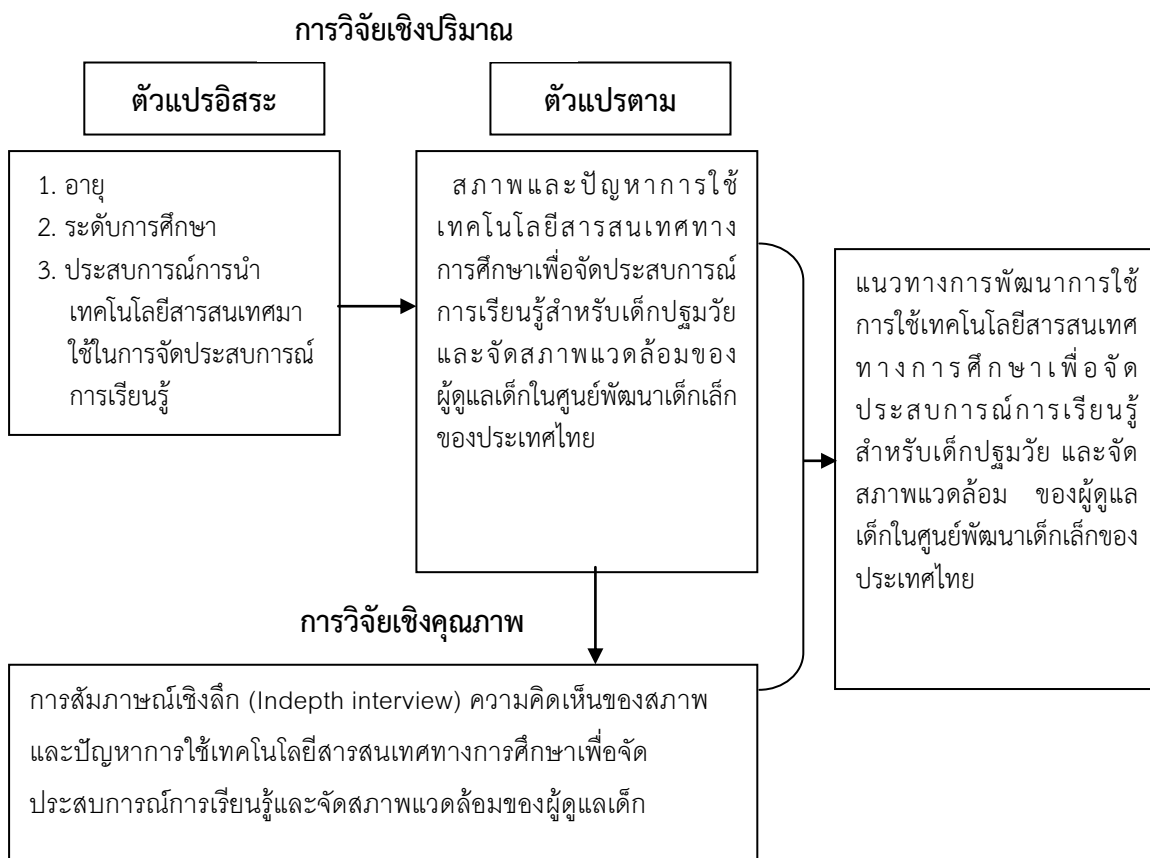 การวิจัยเชิงปริมาณ
ตัวแปรอิสระ
ตัวแปรตาม
1. อายุ
2. ระดับการศึกษา
3. ประสบการณ์การนำ
เทคโนโลยีสารสนเทศมา
ใช้ในการจัดประสบการณ์
การเรียนรู้
สภาพและปัญหาการใช้
เทคโนโลยีสารสนเทศทาง
การศึกษาเพื่อจัดประสบการณ์
การเรียนรู้สำหรับเด็กปฐมวัย
และจัดสภาพแวดล้อมของ
ผู้ดูแลเด็กในศูนย์พัฒนาเด็กเล็ก
ของประเทศไทย
แนวทางการพัฒนาการใช้
การใช้เทคโนโลยีสารสนเทศ
ทางการศึกษาเพื่อจัด
ประสบการณ์การเรียนรู้
สำหรับเด็กปฐมวัย และจัด
สภาพแวดล้อม ของผู้ดูแล
เด็กในศูนย์พัฒนาเด็กเล็กของ
ประเทศไทย
การวิจัยเชิงคุณภาพ
การสัมภาษณ์เชิงลึก (Indepth interview) ความคิดเห็นของสภาพ
และปัญหาการใช้เทคโนโลยีสารสนเทศทางการศึกษาเพื่อจัด
ประสบการณ์การเรียนรู้และจัดสภาพแวดล้อมของผู้ดูแลเด็ก